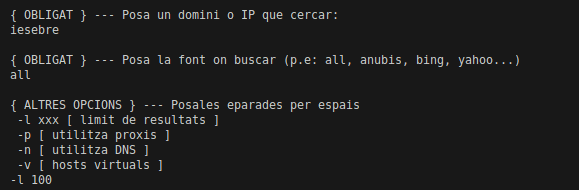 { OBLIGAT } --- Posa un domini o IP que cercar:
iesebre
{ OBLIGAT } --- Posa la font on buscar (p.e: all, anubis, bing, yahoo...)
all
{ ALTRES OPCIONS } --- Posales eparades per espais
-l xxx [ limit de resultats ]
-p [ utilitza proxis ]
-n [ utilitza DNS ]
-v [ hosts virtuals ]
-l 100